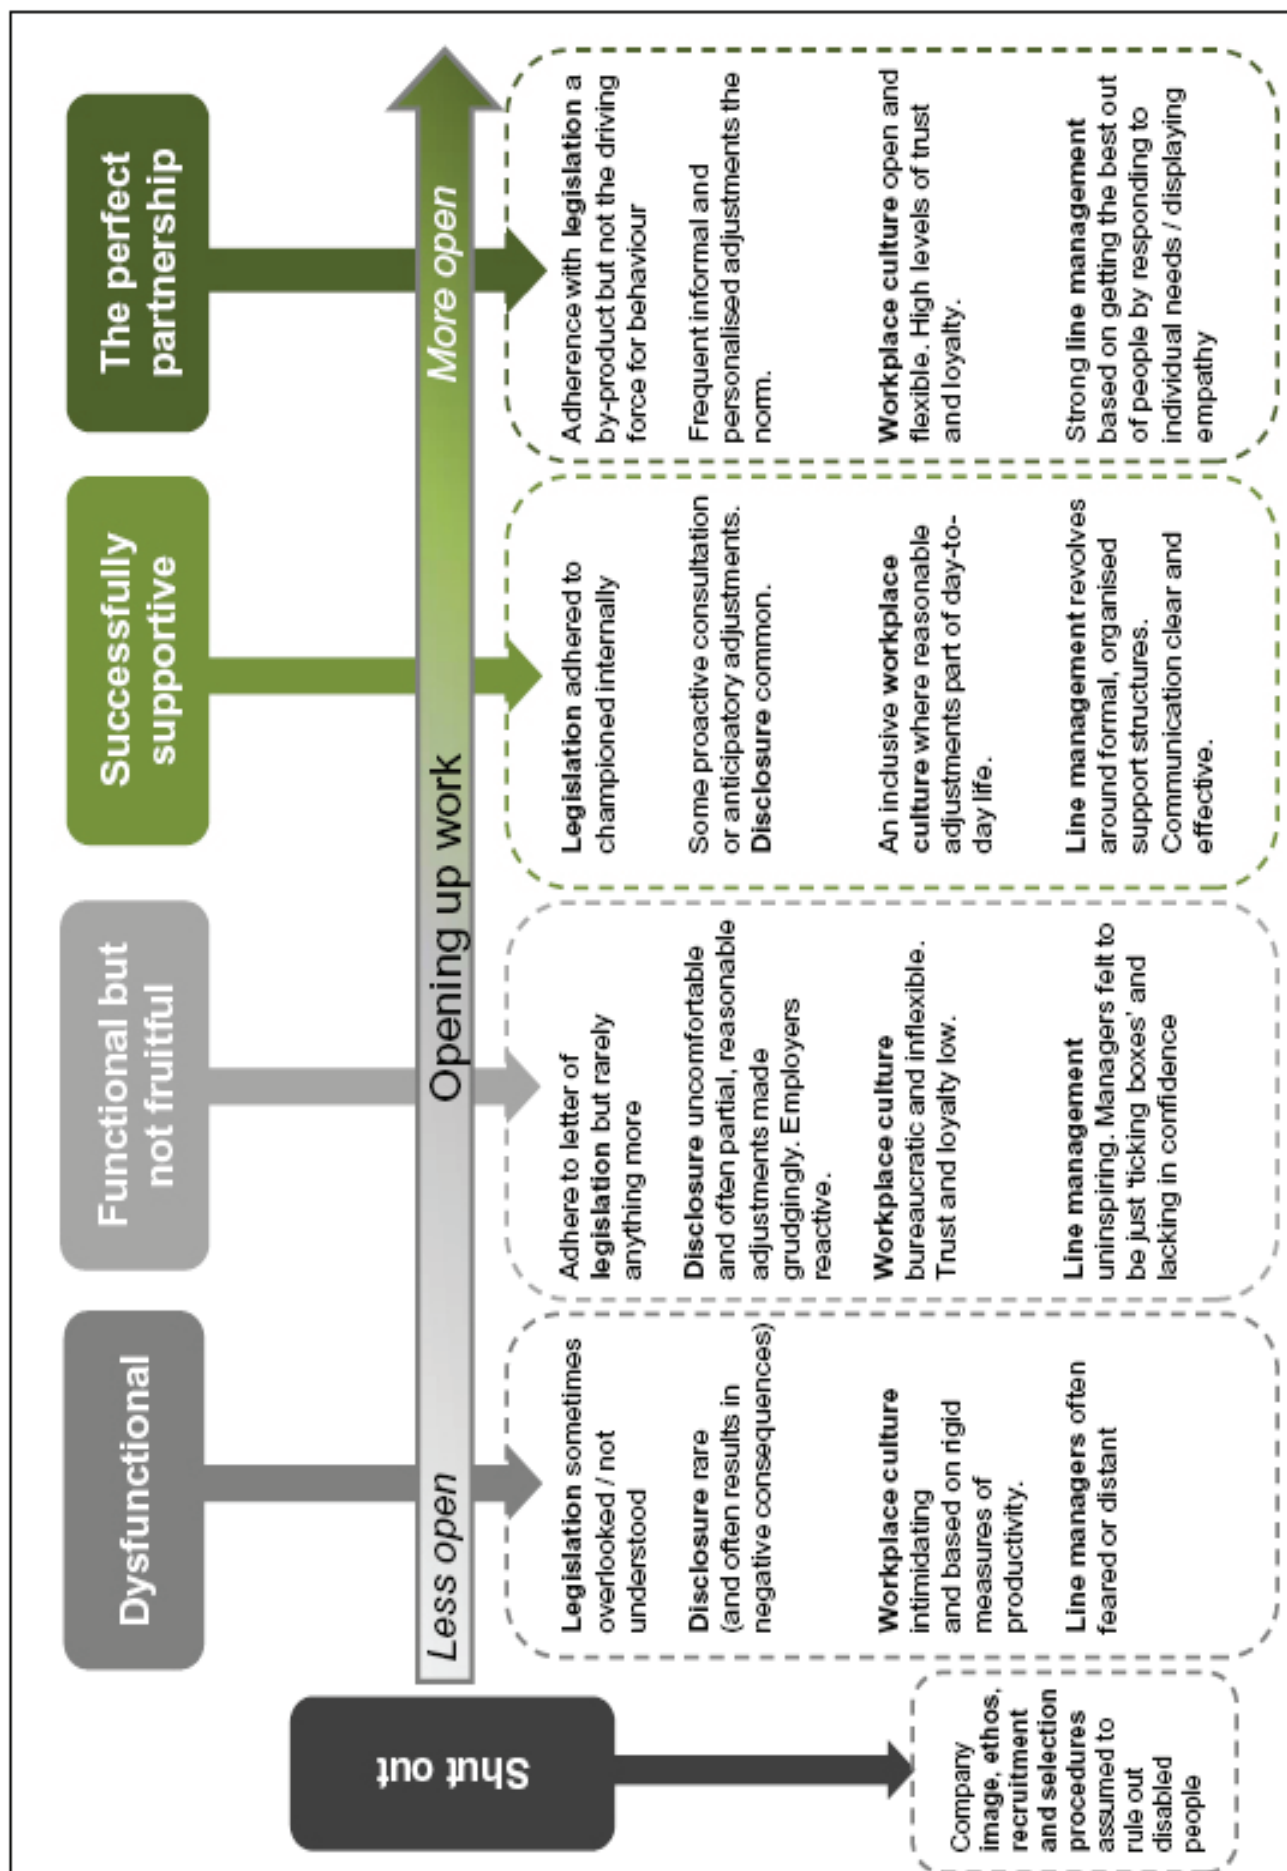 Shut out
Company
image, ethos,
recruitment
and selection
procedures
assumed to
rule out
disabled
people
Less open
Opening up work
More open
Dysfunctional
Legislation sometimes
overlooked / not
understood
Disclosure rare
(and often results in
negative consequences)
Workplace culture
intimidating
and based on rigid
measures of
productivity.
Line managers often
feared or distant
Functional but
not fruitful
Adhere to letter of
legislation but rarely
anything more
Disclosure uncomfortable
and often partial, reasonable
adjustments made
grudgingly. Employers
reactive.
Workplace culture
bureaucratic and inflexible.
Trust and loyalty low.
Line management
uninspiring. Managers felt to
be just 'ticking boxes' and
lacking in confidence
Successfully
supportive
Legislation adhered to
championed internally
Some proactive consultation
or anticipatory adjustments.
Disclosure common.
An inclusive workplace
culture where reasonable
adjustments part of day-to-
day life.
Line management revolves
around formal, organised
support structures.
Communication clear and
effective.
The perfect
partnership
Adherence with legislation a
by-product but not the driving
force for behaviour
Frequent informal and
personalised adjustments the
norm.
Workplace culture open and
flexible. High levels of trust
and loyalty.
Strong line management
based on getting the best out
of people by responding to
individual needs / displaying
empathy